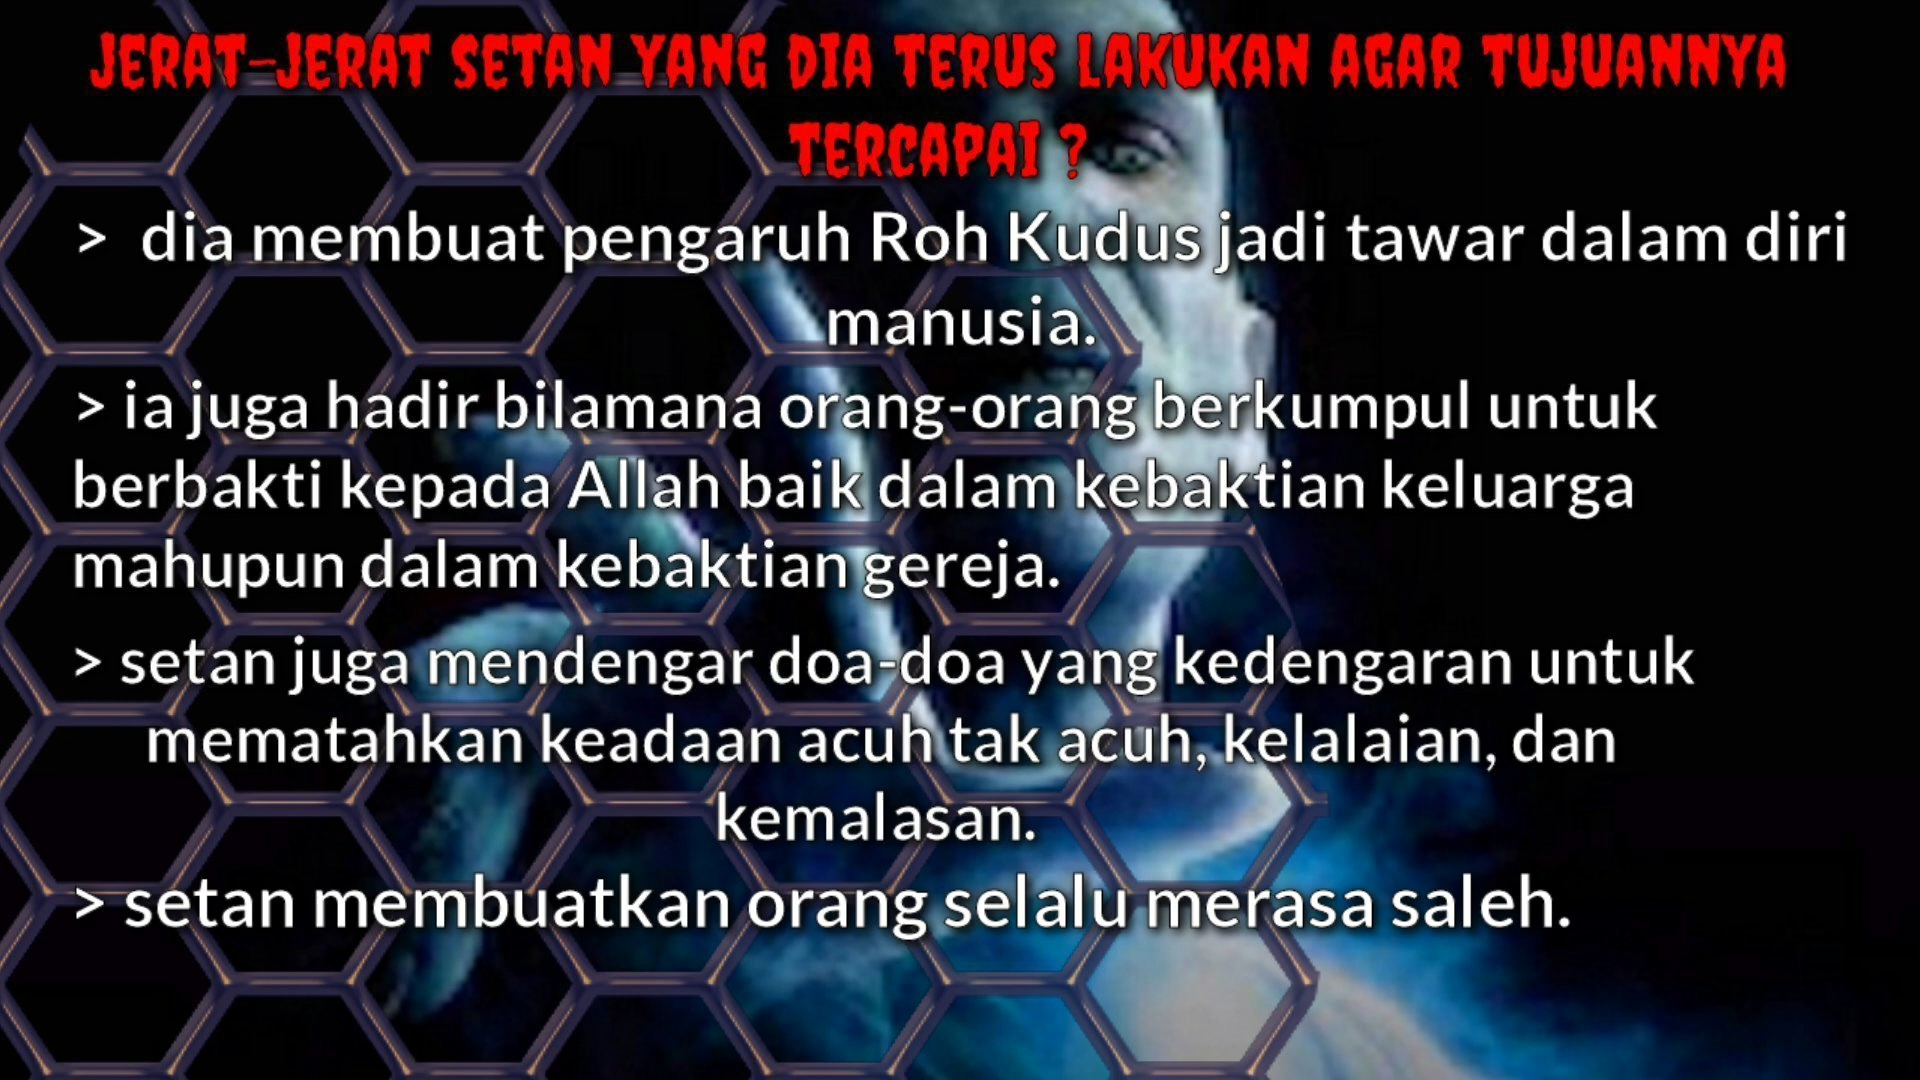 JERAT-JERAT SETAN YANG DIA TERUS LAKUKAN AGAR TUJUANNYA
TERCAPAI ?
> dia membuat pengaruh Roh Kudus jadi tawar dalam diri
manusia.
> ia juga hadir bilamana orang-orang berkumpul untuk
berbakti kepada Allah baik dalam kebaktian keluarga
mahupun dalam kebaktian gereja.
> setan juga mendengar doa-doa yang kedengaran untuk
mematahkan keadaan acuh tak acuh, kelalaian, dan
kemalasan.
> setan membuatkan orang selalu merasa saleh.